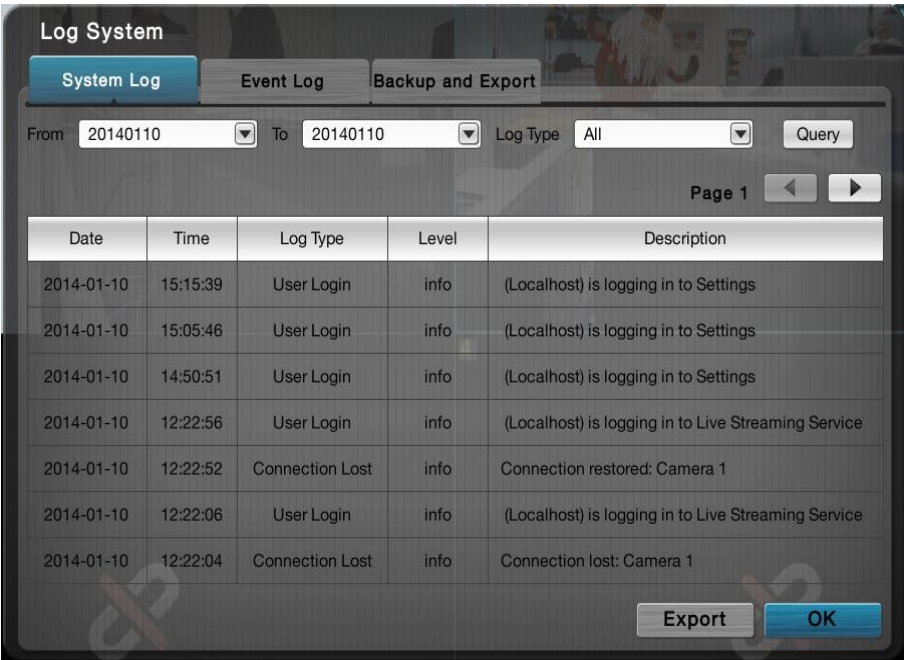 Log System
System Log Event Log Backup and Export
From 20140110 To 20140110 Log Type All Query
Page 1
Date Time Log Type Level Description
2014-01-10 15:15:39 User Login info (Localhost) is logging in to Settings
2014-01-10 15:05:46 User Login info (Localhost) is logging in to Settings
4
2014-01-10 14:50:51 User Login info (Localhost) is logging in to Settings
2014-01-10 12:22:56 User Login info (Localhost) is logging in to Live Streaming Service
2014-01-10 12:22:52 Connection Lost info Connection restored: Camera 1
2014-01-10 12:22:06 User Login info (Localhost) is logging in to Live Streaming Service
2014-01-10 12:22:04 Connection Lost info Connection lost: Camera 1
Export OK